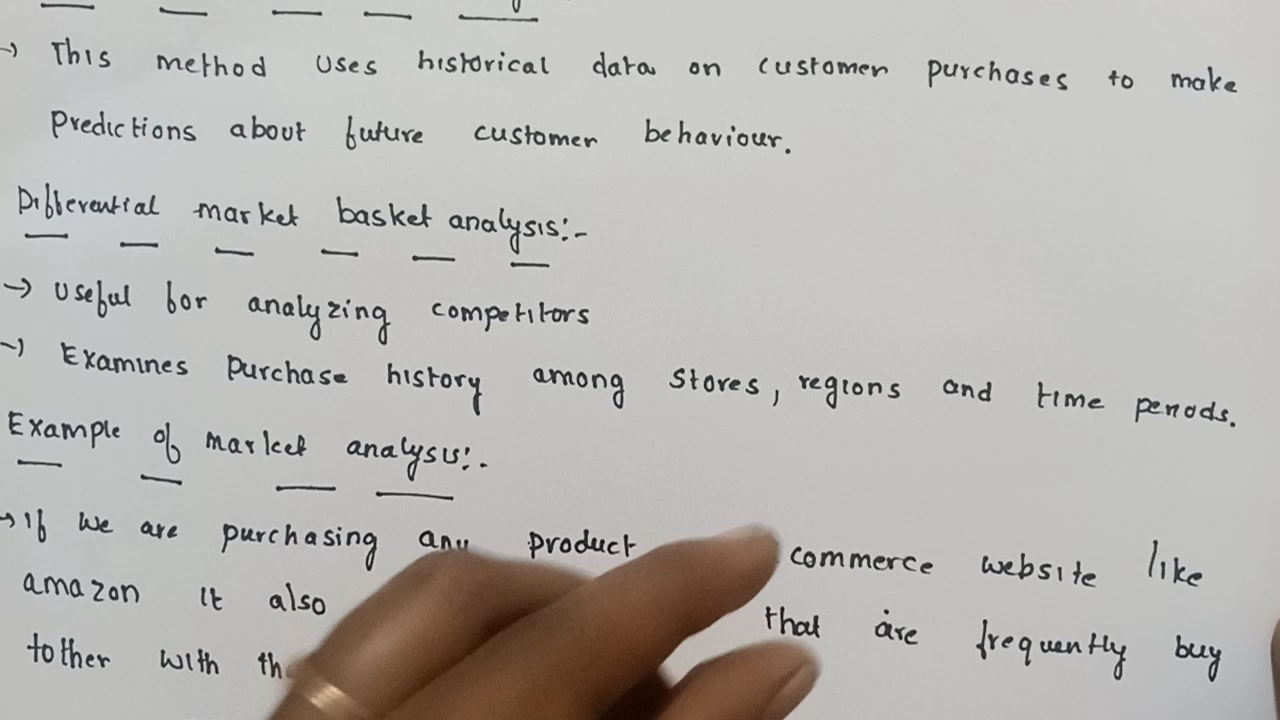 → This method uses historical data on customer purchases to make
predictions about future customer behaviour.
Differential market basket analysis:-
→ Useful for analyzing competitors
→ Examines purchase history among stores, regions and time periods.
Example of market analysis:-
→ If we are purchasing any product commerce website like
amazon it also that are frequently buy
tother with